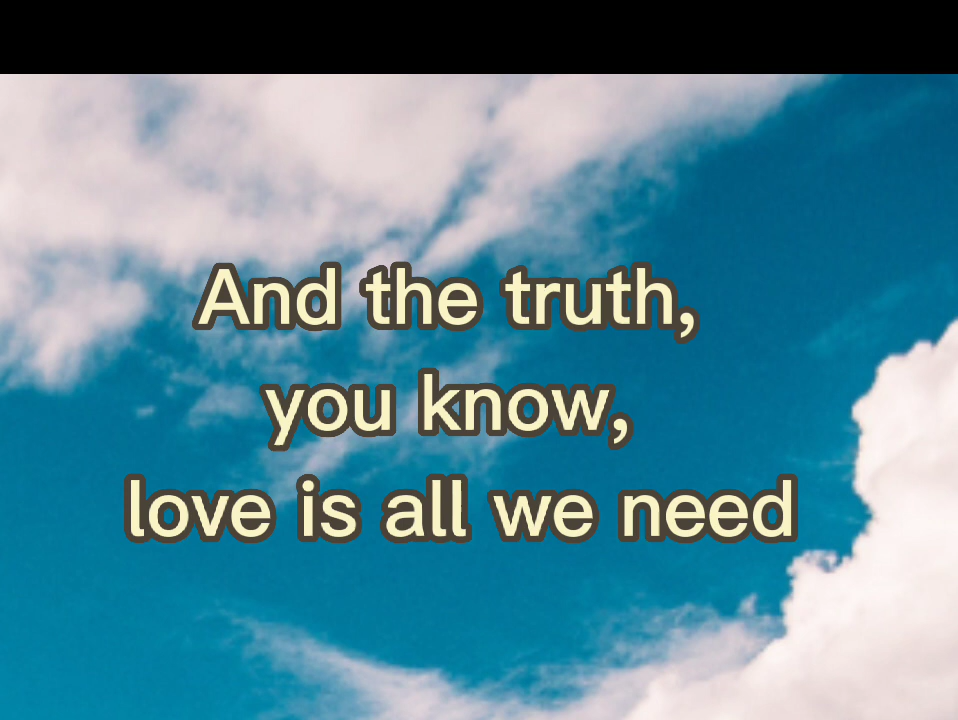 And the truth,
you know,
love is all we need